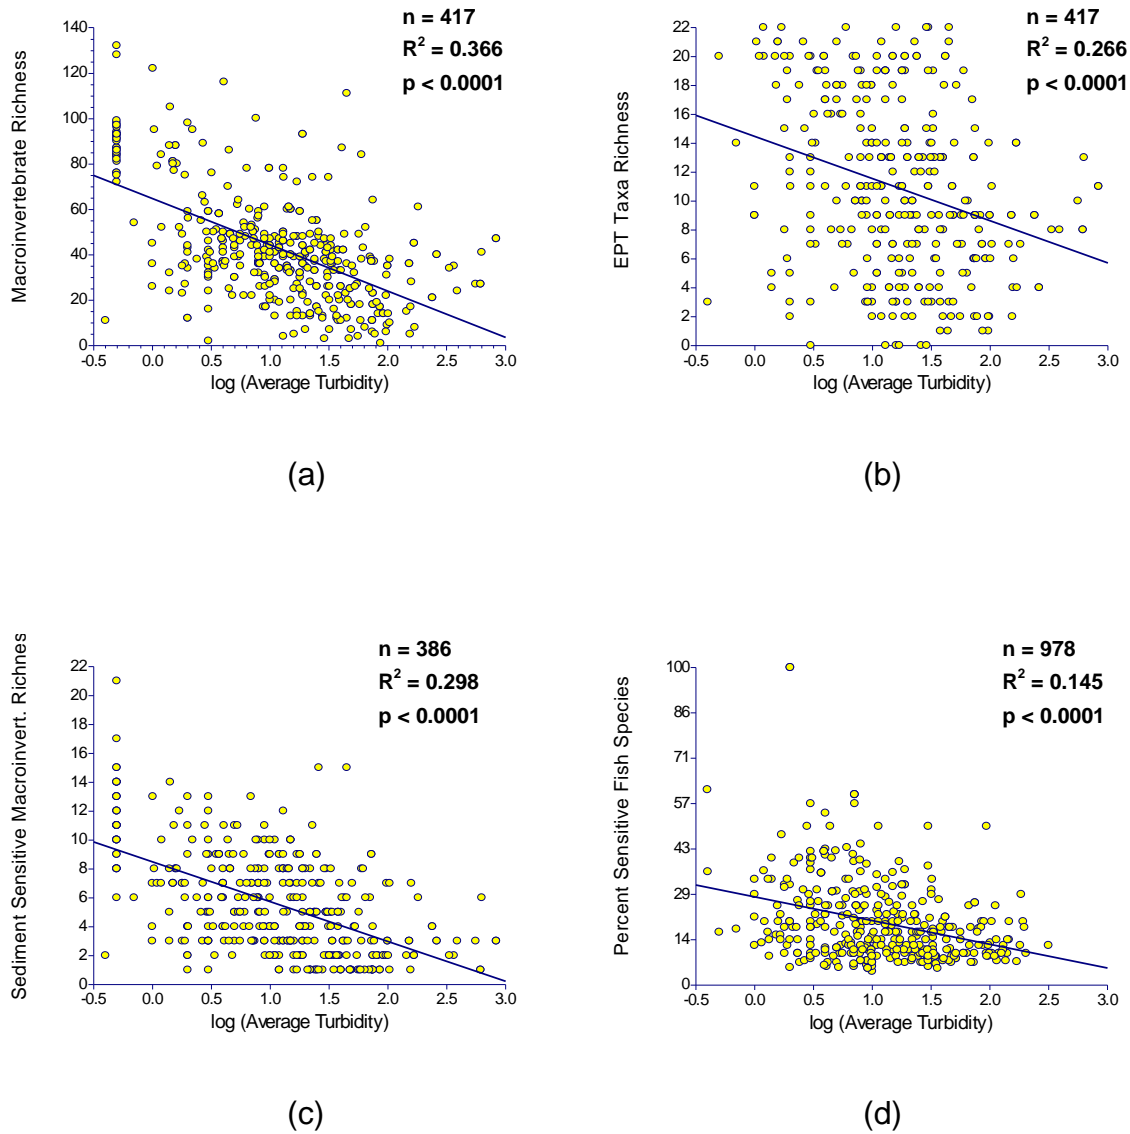 n = 417
R² = 0.366
p < 0.0001
Macroinvertebrate Richness
140
120
100
80
60
40
20
0
-0.5 0.0 0.5 1.0 1.5 2.0 2.5 3.0
log (Average Turbidity)
(a)
n = 417
R² = 0.266
p < 0.0001
EPT Taxa Richness
22
20
18
16
14
12
10
8
6
4
2
0
-0.5 0.0 0.5 1.0 1.5 2.0 2.5 3.0
log (Average Turbidity)
(b)
n = 386
R² = 0.298
p < 0.0001
Sediment Sensitive Macroinvert. Richnes
22
20
18
16
14
12
10
8
6
4
2
0
-0.5 0.0 0.5 1.0 1.5 2.0 2.5 3.0
log (Average Turbidity)
(c)
n = 978
R² = 0.145
p < 0.0001
Percent Sensitive Fish Species
100
86
71
57
43
29
14
0
-0.5 0.0 0.5 1.0 1.5 2.0 2.5 3.0
log (Average Turbidity)
(d)